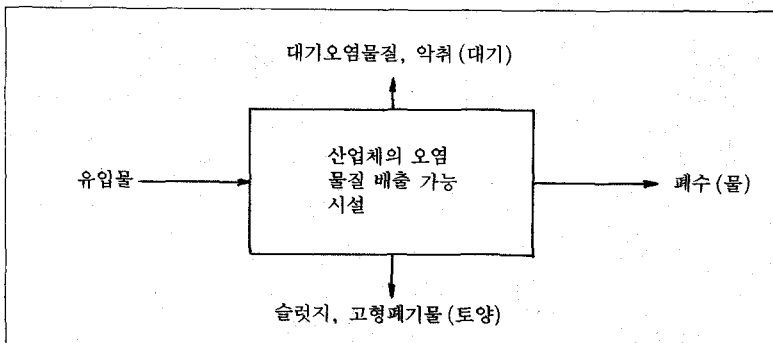 대기오염물질, 악취(대기)
산업체의 오염
물질 배출 가능
시설
유입물
폐수(물)
슬럿지, 고형폐기물(토양)